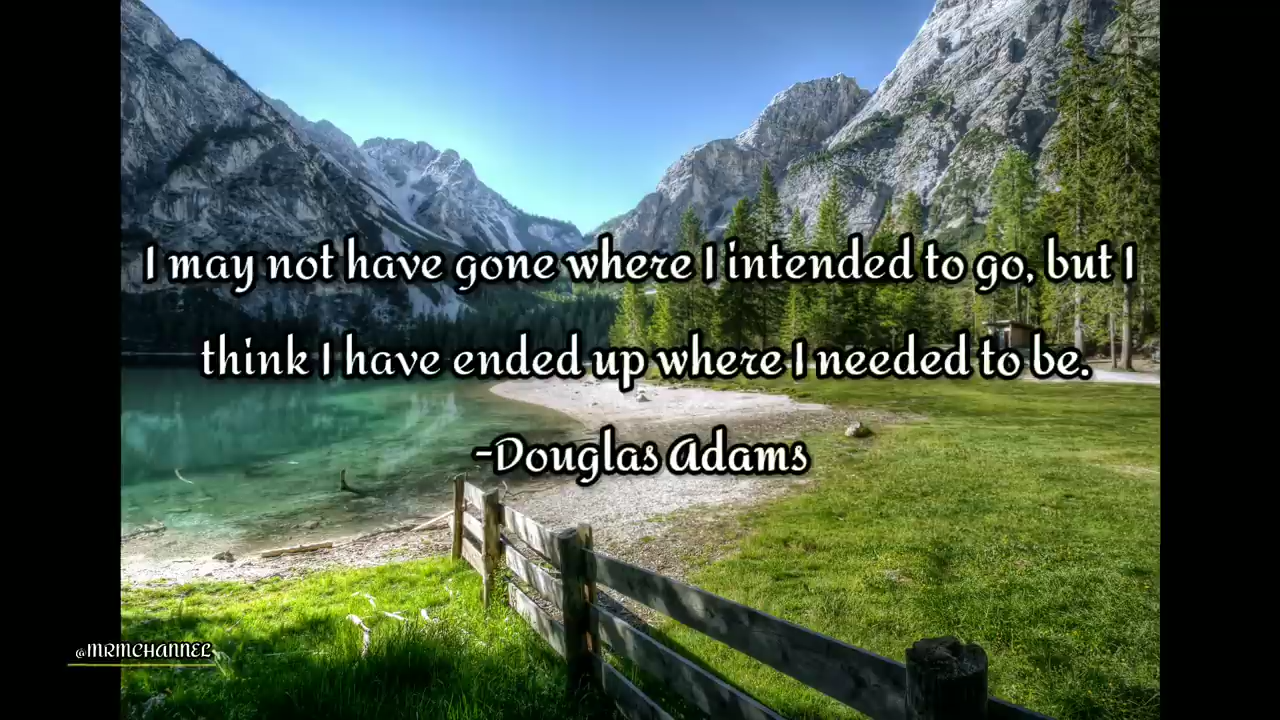 I may not have gone where I intended to go, but I
think I have ended up where I needed to be.
-Douglas Adams
@MRMCHANNEL